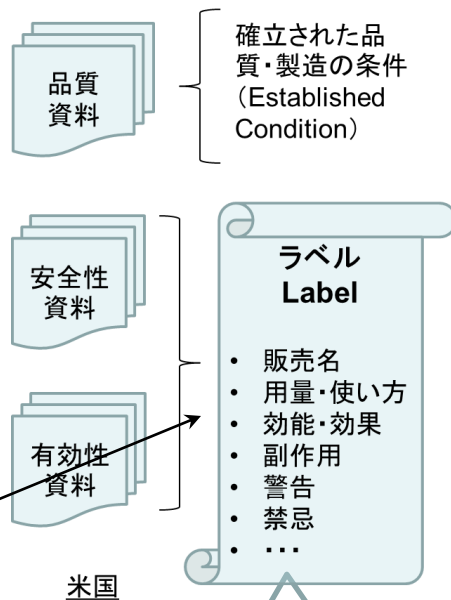 品質
資料
確立された品
質・製造の条件
（Established
Condition）
安全性
資料
有効性
資料
ラベル
Label
• 販売名
• 用量・使い方
• 効能・効果
• 副作用
• 警告
• 禁忌
• ・・・
米国